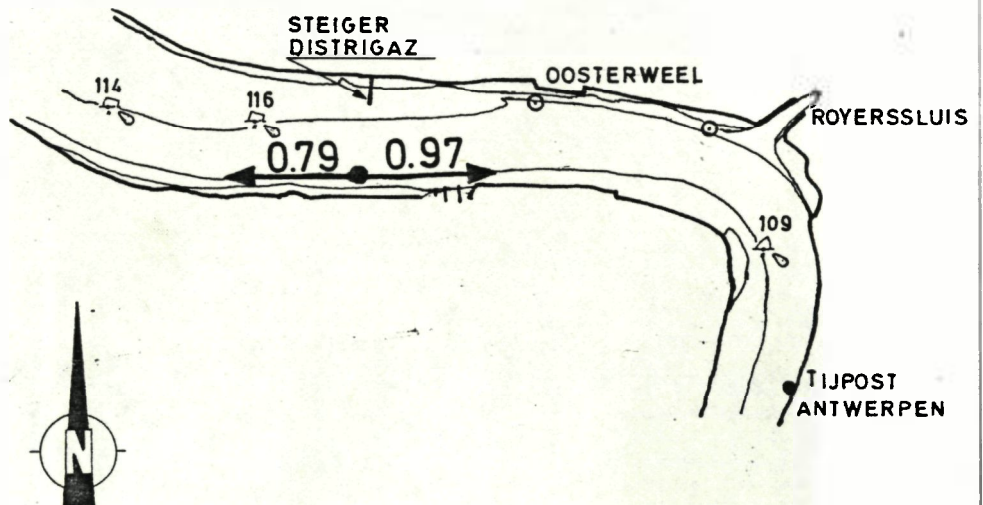 STEIGER
DISTRIGAZ
OOSTERWEEL
114
116
ROYERSSLUIS
0.79 0.97
109
TIJPOST
ANTWERPEN
N